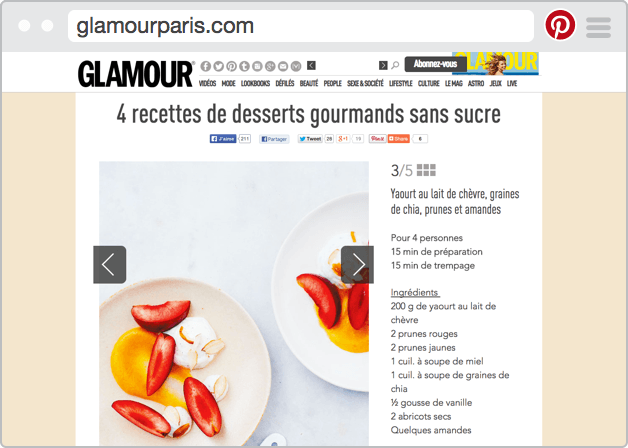 glamourparis.com
GLAMOUR
Abonnez-vous
GLAMOUR
VIDÉOS MODE LOOKBOOKS DÉFILÉS BEAUTÉ PEOPLE SEXE & SOCIÉTÉ LIFESTYLE CULTURE LE MAG ASTRO JEUX LIVE
4 recettes de desserts gourmands sans sucre
J'aime 211 Partager Tweet 28 +1 19 Pin it Share 8
3/5
Yaourt au lait de chèvre, graines
de chia, prunes et amandes
Pour 4 personnes
15 min de préparation
15 min de trempage
Ingrédients
200 g de yaourt au lait de
chèvre
2 prunes rouges
2 prunes jaunes
1 cuil. à soupe de miel
1 cuil. à soupe de graines de
chia
½ gousse de vanille
2 abricots secs
Quelques amandes